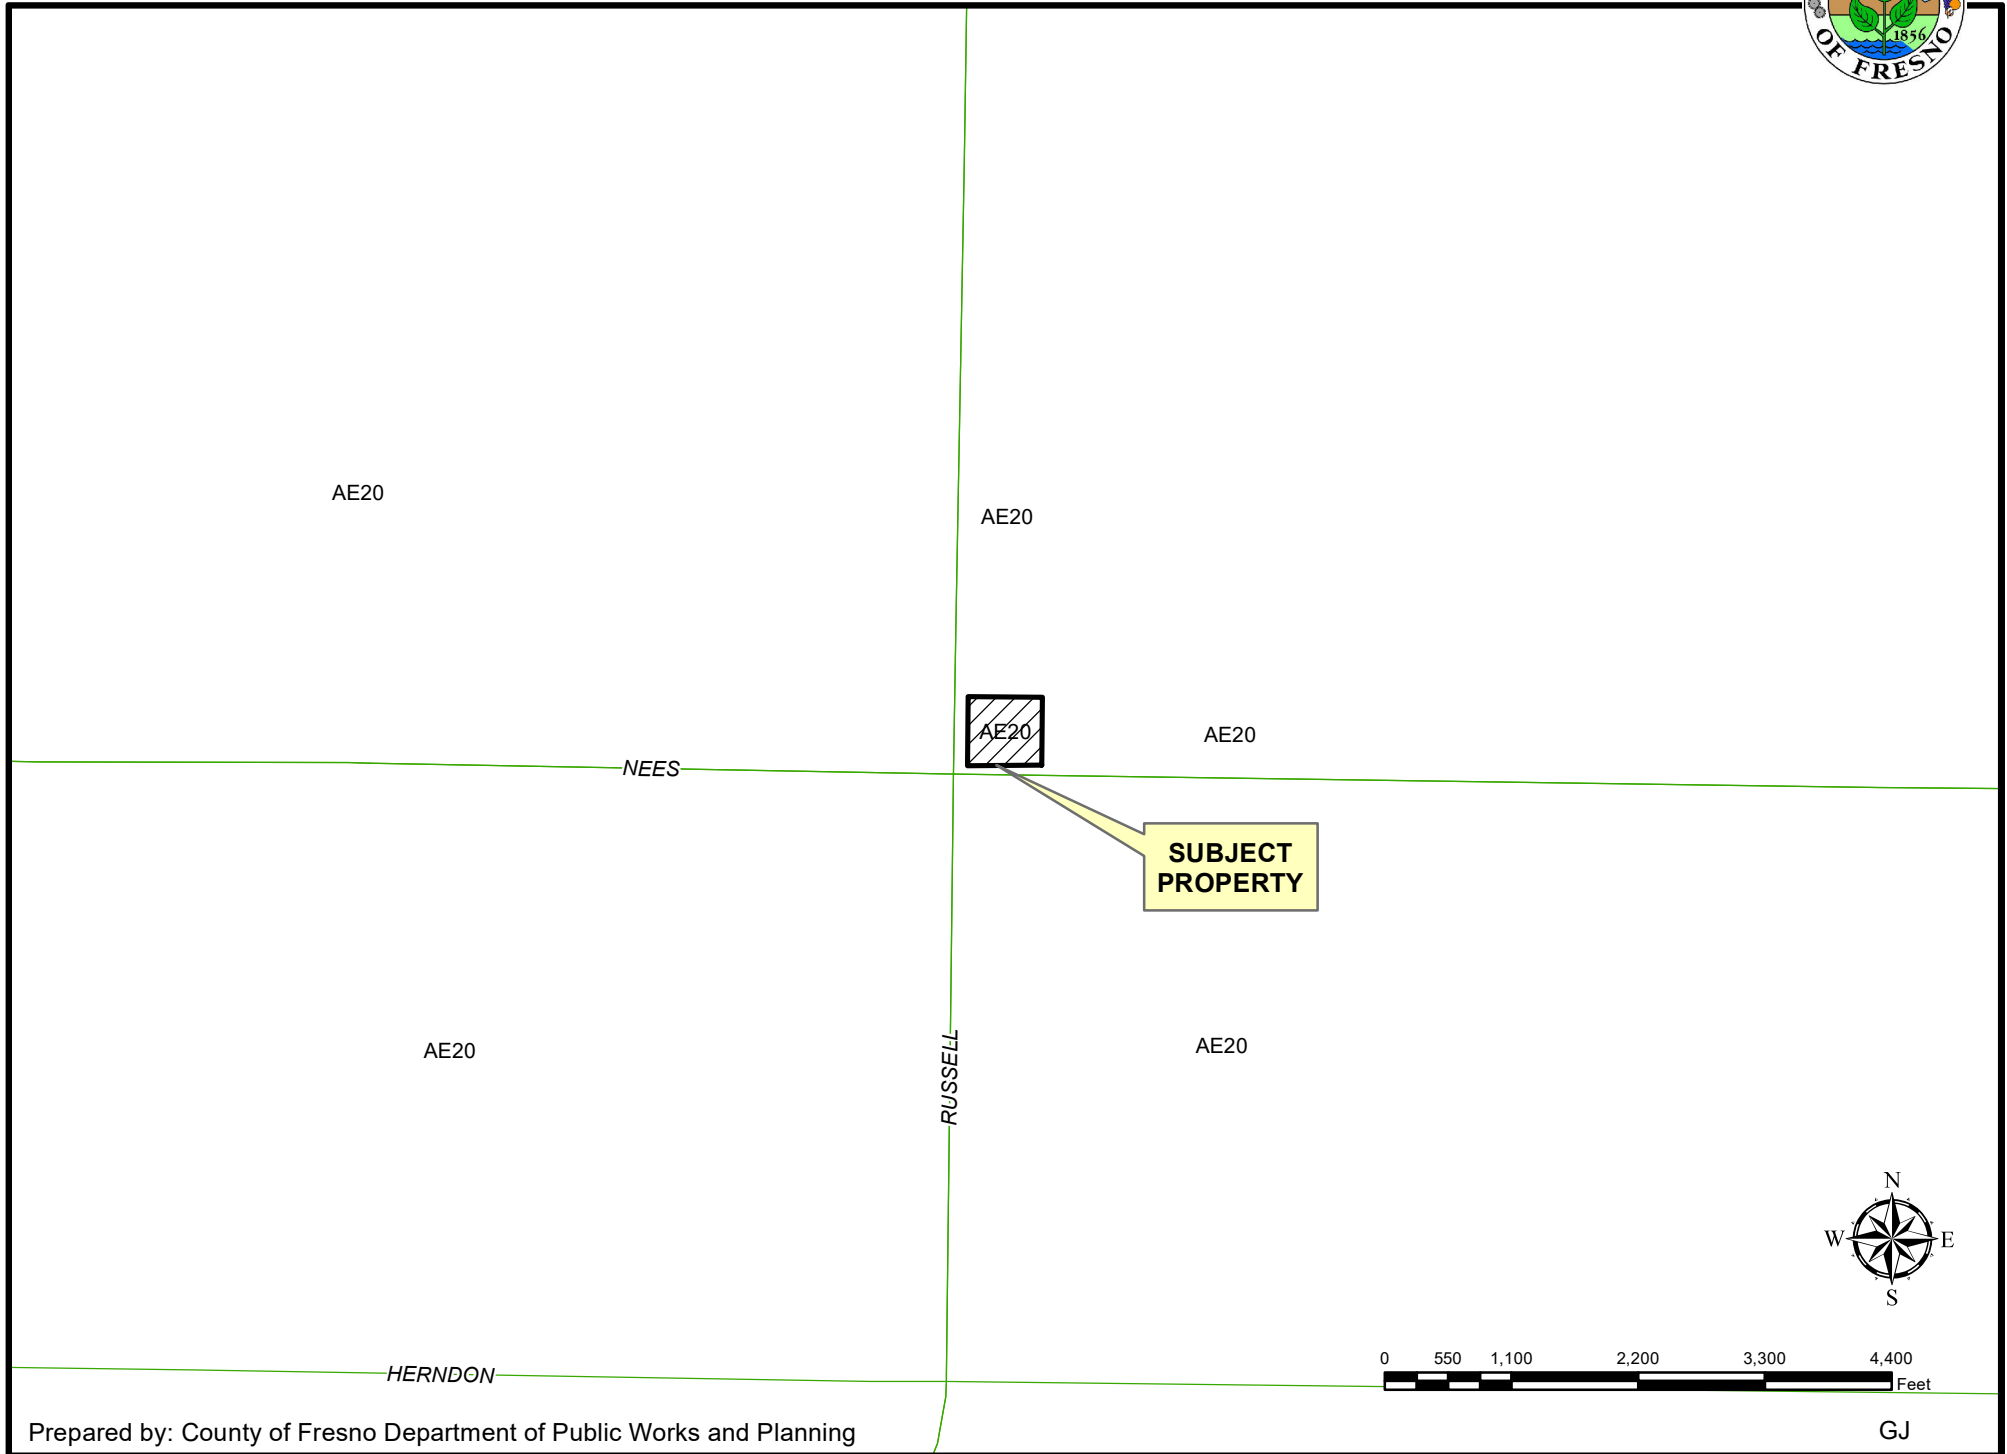 1856
OF FRESNO
AE20
AE20
AE20
AE20
NEES
SUBJECT
PROPERTY
RUSSELL
AE20
AE20
N
W E
S
HERNDON
0 550 1,100 2,200 3,300 4,400
Feet
Prepared by: County of Fresno Department of Public Works and Planning
GJ